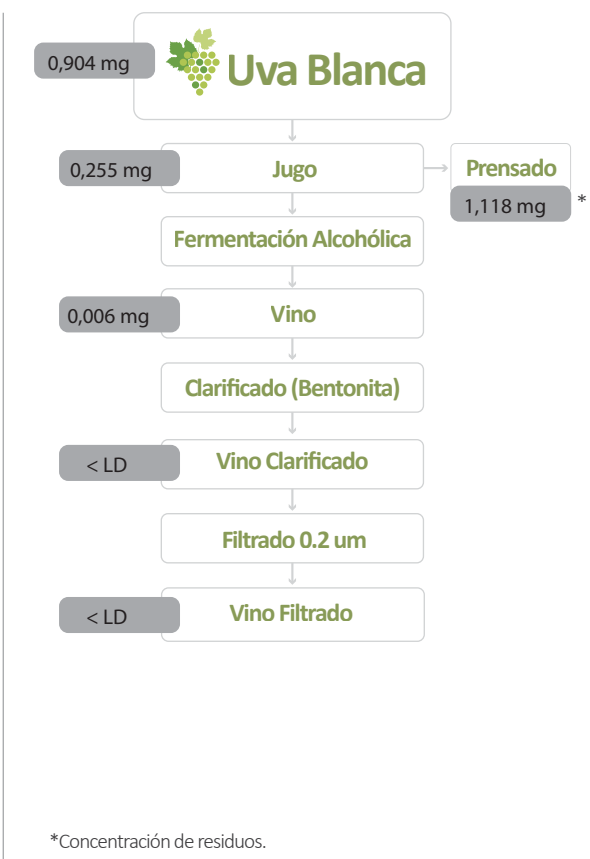 0,904 mg
Uva Blanca
0,255 mg
Jugo
Prensado
1,118 mg *
Fermentación Alcohólica
0,006 mg
Vino
Clarificado (Bentonita)
< LD
Vino Clarificado
Filtrado 0.2 um
< LD
Vino Filtrado
*Concentración de residuos.